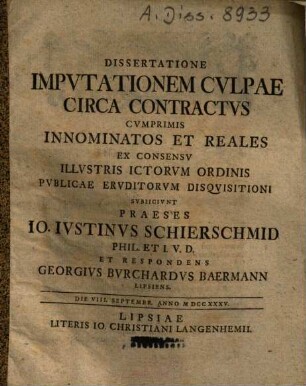 A. Diss. 8933
DISSERTATIONE
IMPVTATIONEM CVLPAE
CIRCA CONTRACTVS
CVMPRIMIS
INNOMINATOS ET REALES
EX CONSENSV
ILLVSTRIS ICTORVM ORDINIS
PVBLICAE ERVDITORVM DISQVISITIONI
SVBIICIVNT
PRAESES
IO. IVSTINVS SCHIERSCHMID
PHIL. ET I. V. D.
ET RESPONDENS
GEORGIVS BVRCHARDVS BAERMANN
LIPSIENS.
DIE VIII. SEPTEMBR. ANNO M DCC XXXV.
LIPSIAE
LITERIS IO. CHRISTIANI LANGENHEMII.